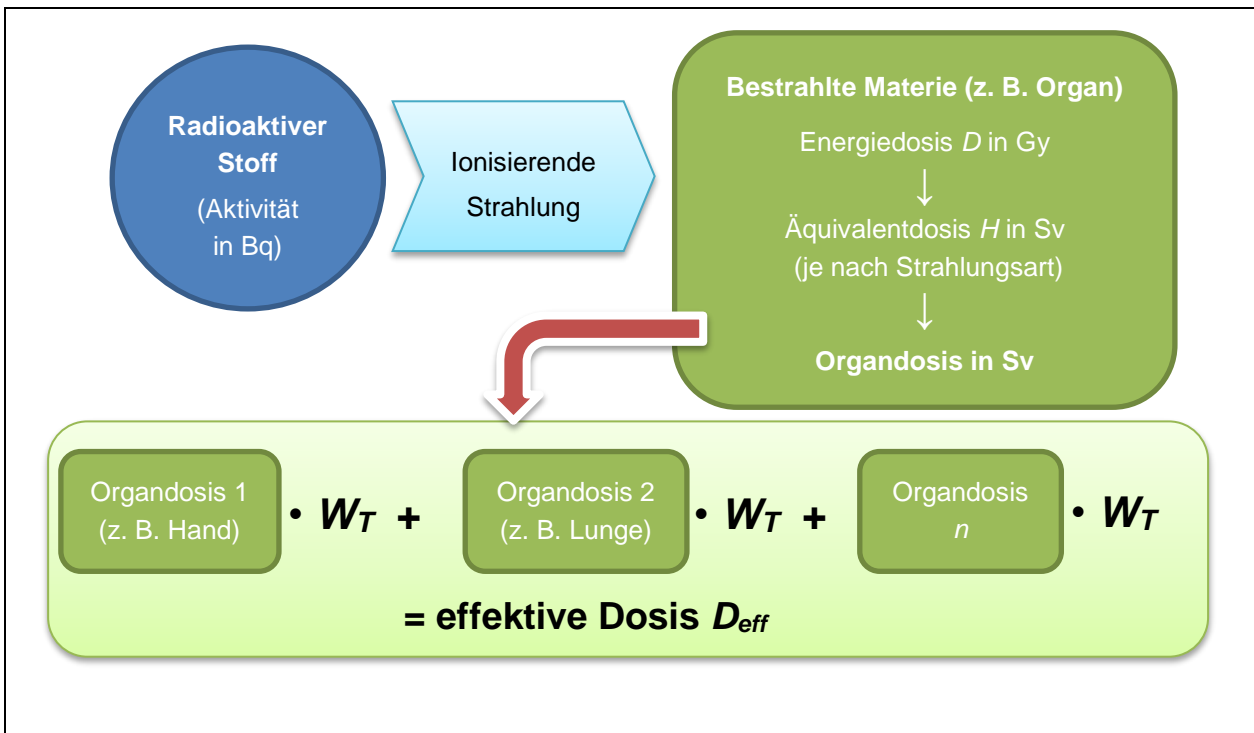 Radioaktiver
Stoff
(Aktivität
in Bq)
Ionisierende
Strahlung
Bestrahlte Materie (z. B. Organ)
Energiedosis D in Gy
↓
Äquivalentdosis H in Sv
(je nach Strahlungsart)
↓
Organdosis in Sv
Organdosis 1
(z. B. Hand)
• WT +
Organdosis 2
(z. B. Lunge)
• WT +
Organdosis
n
• WT
= effektive Dosis Deff